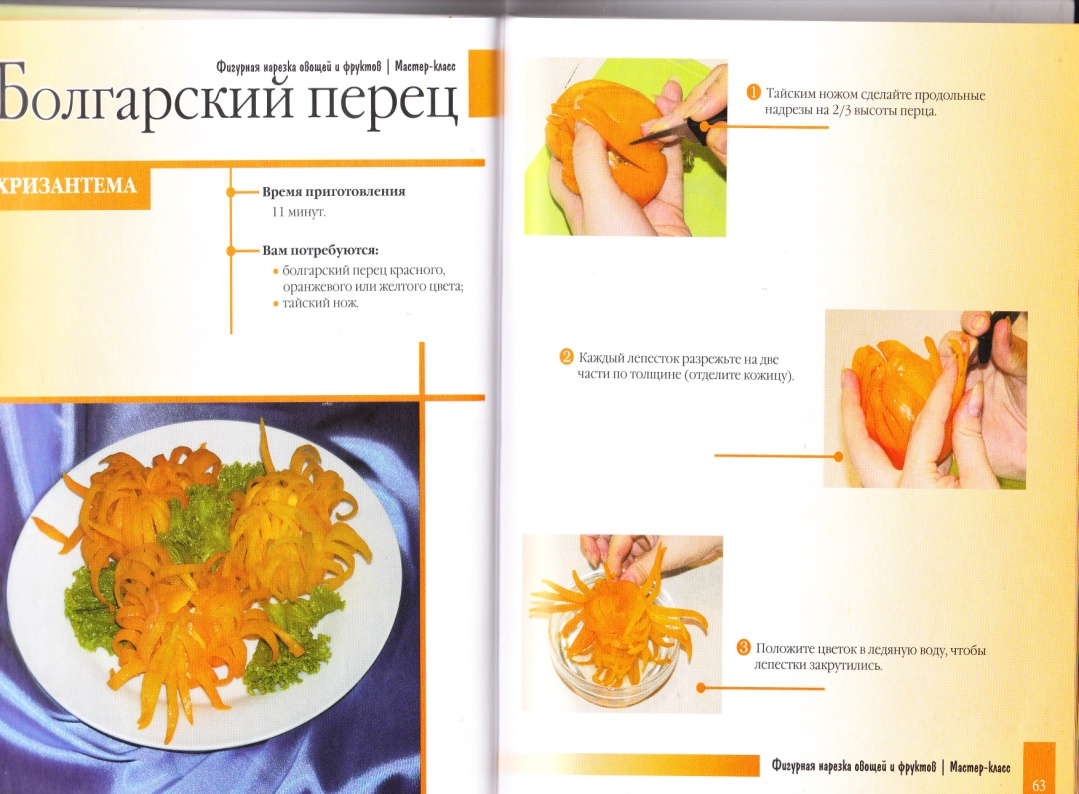 Фигурная нарезка овощей и фруктов | Мастер-класс
Болгарский перец
ХРИЗАНТЕМА
Время приготовления
11 минут.
Вам потребуются:
• болгарский перец красного,
оранжевого или желтого цвета;
• тайский нож.
1 Тайским ножом сделайте продольные
надрезы на 2/3 высоты перца.
2 Каждый лепесток разрежьте на две
части по толщине (отделите кожицу).
3 Положите цветок в ледяную воду, чтобы
лепестки закрутились.
Фигурная нарезка овощей и фруктов | Мастер-класс
63